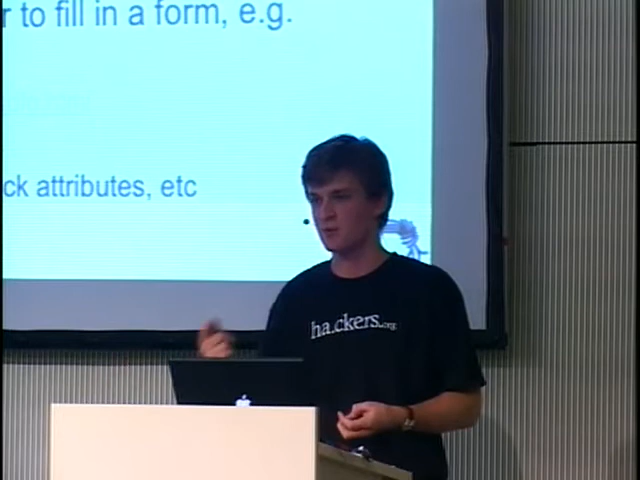 r to fill in a form, e.g.
ck attributes, etc
ha.ckers.org